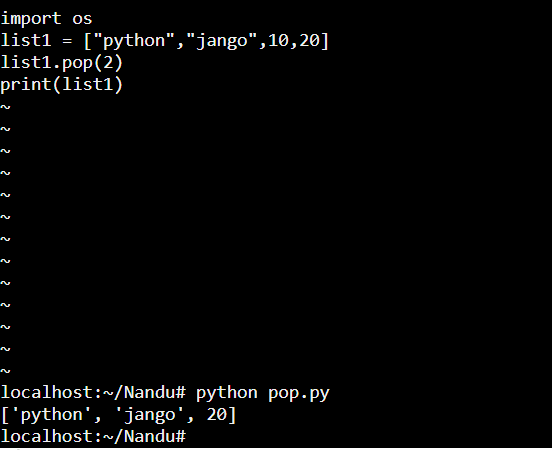 import os
list1 = ["python","jango",10,20]
list1.pop(2)
print(list1)
~
~
~
~
~
~
~
~
~
~
~
~
~
localhost:~/Nandu# python pop.py
['python', 'jango', 20]
localhost:~/Nandu#